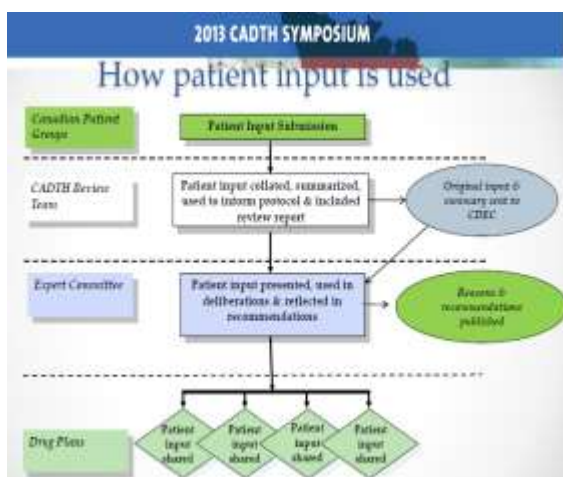 2013 CADTH SYMPOSIUM
How patient input is used
Canadian Patient
Groups
Patient Input Submission
CADTH Review
Team
Patient input collated, summarized,
used to inform protocol & included
review report
Original input &
summary sent to
CDEC
Expert Committee
Patient input presented, used in
deliberations & reflected in
recommendations
Reasons &
recommendations
published
Drug Plans
Patient
input
shared
Patient
input
shared
Patient
input
shared
Patient
input
shared